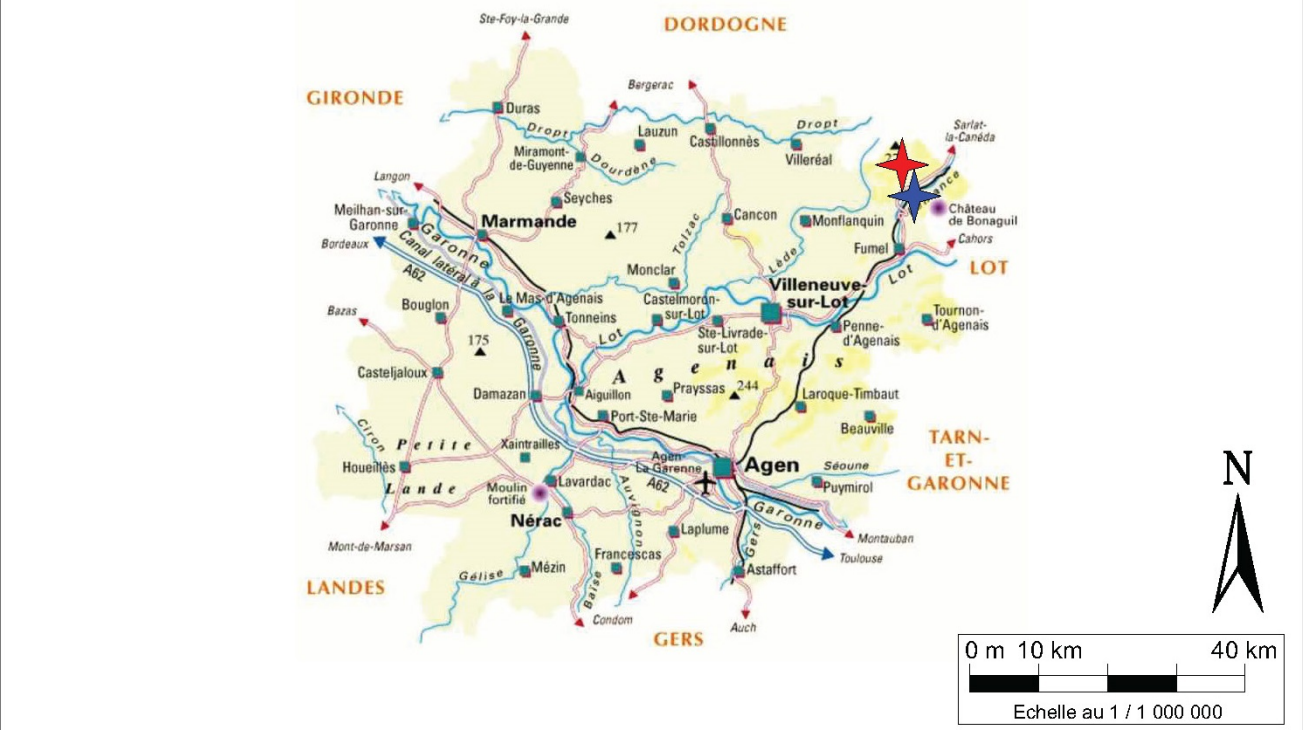 Ste-Foy-la-Grande
DORDOGNE
GIRONDE
Bergerac
Duras
Dropt
Lauzun
Castillonnès
Dropt
Villeréal
Miramont-
de-Guyenne
Dourdène
Sarlat-
la-Canéda
Langon
Seyches
Château
de Bonaguil
Meilhan-sur-
Garonne
Marmande
177
Tolzac
Cancon
Monflanquin
Bordeaux
Garonne
Canal latéral à la
Garonne
A62
Fumel
Cahors
Lède
LOT
Lot
Monclar
Villeneuve-
sur-Lot
Bouglon
Le Mas-d'Agenais
Castelmoron-
sur-Lot
Bazas
Tonneins
Lot
Ste-Livrade-
sur-Lot
Penne-
d'Agenais
Tournon-
d'Agenais
175
Agenais
Casteljaloux
Damazan
Aiguillon
Prayssas
244
Laroque-Timbaut
Port-Ste-Marie
Beauville
Ciron
Petite
Lande
Xaintrailles
TARN-
ET-
GARONNE
Houeillès
Agen-
La Garenne
Agen
Séoune
Moulin
fortifié
Lavardac
A62
Puymirol
Nérac
Auvignon
Garonne
Laplume
Gers
Montauban
Toulouse
Mont-de-Marsan
Francescas
Astaffort
LANDES
Gélise
Mézin
Baïse
Condom
GERS
Auch
N
0 m 10 km 40 km
Echelle au 1 / 1 000 000